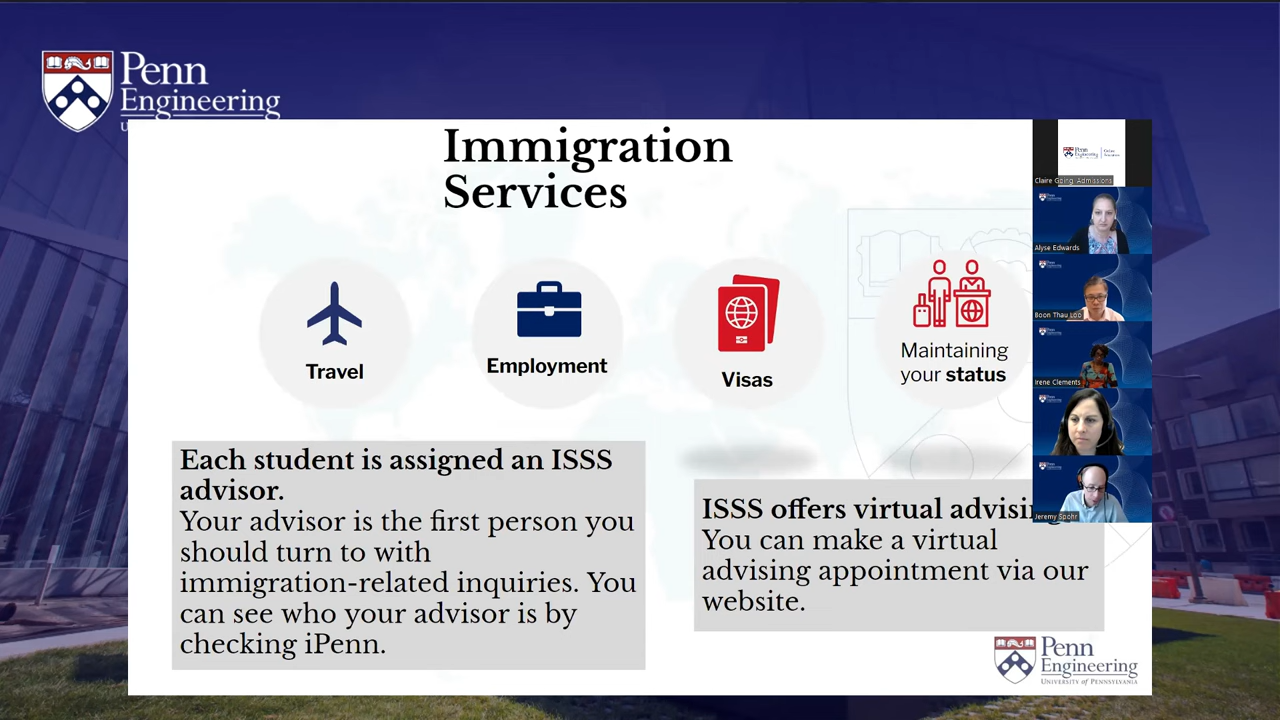 Penn
Engineering
Immigration
Services
Travel
Employment
Visas
Maintaining
your status
Each student is assigned an ISSS
advisor.
Your advisor is the first person you
should turn to with
immigration-related inquiries. You
can see who your advisor is by
checking iPenn.
ISSS offers virtual
You can make a virtual
advising appointment via our
website.
Claire Going, Admissions
Alyse Edwards
Boon Thau Loo
Irene Clements
Jeremy Spohr
Penn
Engineering
UNIVERSITY of PENNSYLVANIA